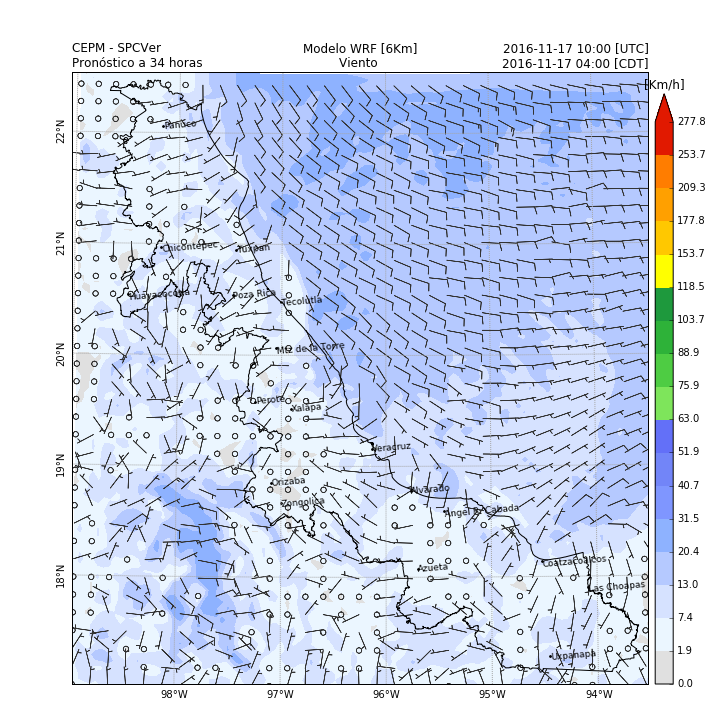 CEPM - SPCVer
Modelo WRF [6Km]
2016-11-17 10:00 [UTC]
Pronóstico a 34 horas
Viento
2016-11-17 04:00 [CDT]
[Km/h]
277.8
253.7
209.3
177.8
153.7
118.5
103.7
88.9
75.9
63.0
51.9
40.7
31.5
20.4
13.0
7.4
1.9
0.0
22°N
21°N
20°N
19°N
18°N
Panuco
Chicontepec
Tuxpan
Huayacocotla
Poza Rica
Tecolutla
Mtz de la Torre
Perote
Xalapa
Veracruz
Orizaba
Zongolica
Alvarado
Angel R. Cabada
Azueta
Coatzacoalcos
Las Choapas
Uxpanapa
98°W
97°W
96°W
95°W
94°W